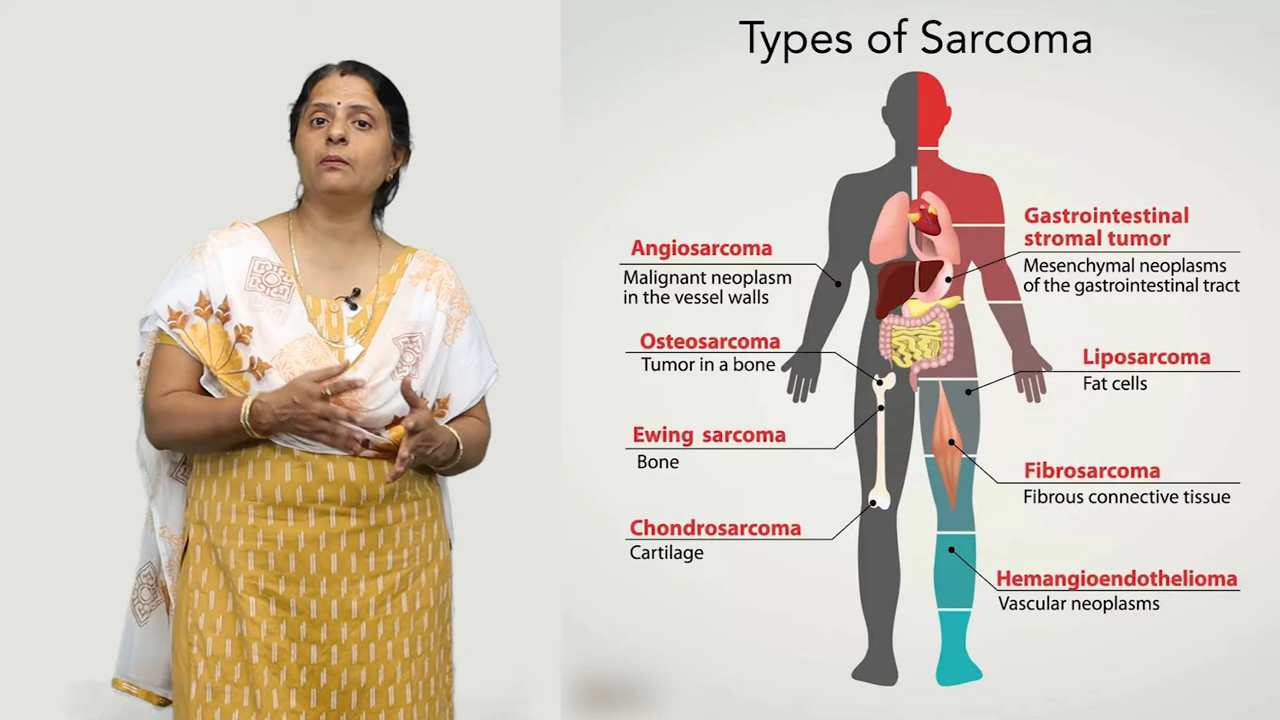 Types of Sarcoma
Angiosarcoma
Malignant neoplasm
in the vessel walls
Osteosarcoma
Tumor in a bone
Ewing sarcoma
Bone
Chondrosarcoma
Cartilage
Gastrointestinal
stromal tumor
Mesenchymal neoplasms
of the gastrointestinal tract
Liposarcoma
Fat cells
Fibrosarcoma
Fibrous connective tissue
Hemangioendothelioma
Vascular neoplasms